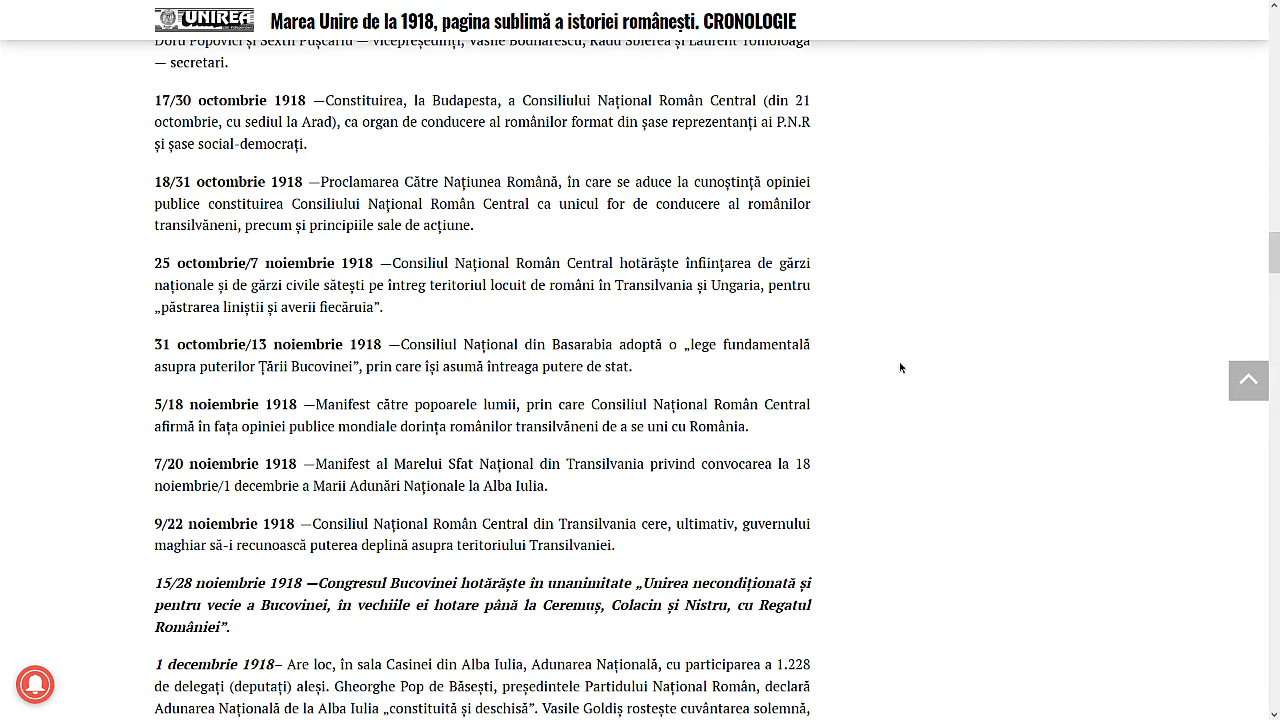 UNIREA
Marea Unire de la 1918, pagina sublimă a istoriei românești. CRONOLOGIE
Doru Popovici și Sextil Pușcariu — vicepreședinți, Vasile Bodnărescu, Radu Sbierea și Laurent Tomoioagă
— secretari.
17/30 octombrie 1918 —Constituirea, la Budapesta, a Consiliului Național Român Central (din 21
octombrie, cu sediul la Arad), ca organ de conducere al românilor format din șase reprezentanți ai P.N.R
și șase social-democrați.
18/31 octombrie 1918 —Proclamarea Către Națiunea Română, în care se aduce la cunoștință opiniei
publice constituirea Consiliului Național Român Central ca unicul for de conducere al românilor
transilvăneni, precum și principiile sale de acțiune.
25 octombrie/7 noiembrie 1918 —Consiliul Național Român Central hotărăște înființarea de gărzi
naționale și de gărzi civile sătești pe întreg teritoriul locuit de români în Transilvania și Ungaria, pentru
„păstrarea liniștii și averii fiecăruia”.
31 octombrie/13 noiembrie 1918 —Consiliul Național din Basarabia adoptă o „lege fundamentală
asupra puterilor Țării Bucovinei”, prin care își asumă întreaga putere de stat.
5/18 noiembrie 1918 —Manifest către popoarele lumii, prin care Consiliul Național Român Central
afirmă în fața opiniei publice mondiale dorința românilor transilvăneni de a se uni cu România.
7/20 noiembrie 1918 —Manifest al Marelui Sfat Național din Transilvania privind convocarea la 18
noiembrie/1 decembrie a Marii Adunări Naționale la Alba Iulia.
9/22 noiembrie 1918 —Consiliul Național Român Central din Transilvania cere, ultimativ, guvernului
maghiar să-i recunoască puterea deplină asupra teritoriului Transilvaniei.
15/28 noiembrie 1918 —Congresul Bucovinei hotărăște în unanimitate „Unirea necondiționată și
pentru vecie a Bucovinei, în vechiile ei hotare până la Ceremuș, Colacin și Nistru, cu Regatul
României”.
1 decembrie 1918– Are loc, în sala Casinei din Alba Iulia, Adunarea Națională, cu participarea a 1.228
de delegați (deputați) aleși. Gheorghe Pop de Băsești, președintele Partidului Național Român, declară
Adunarea Națională de la Alba Iulia „constituită și deschisă”. Vasile Goldiș rostește cuvântarea solemnă,